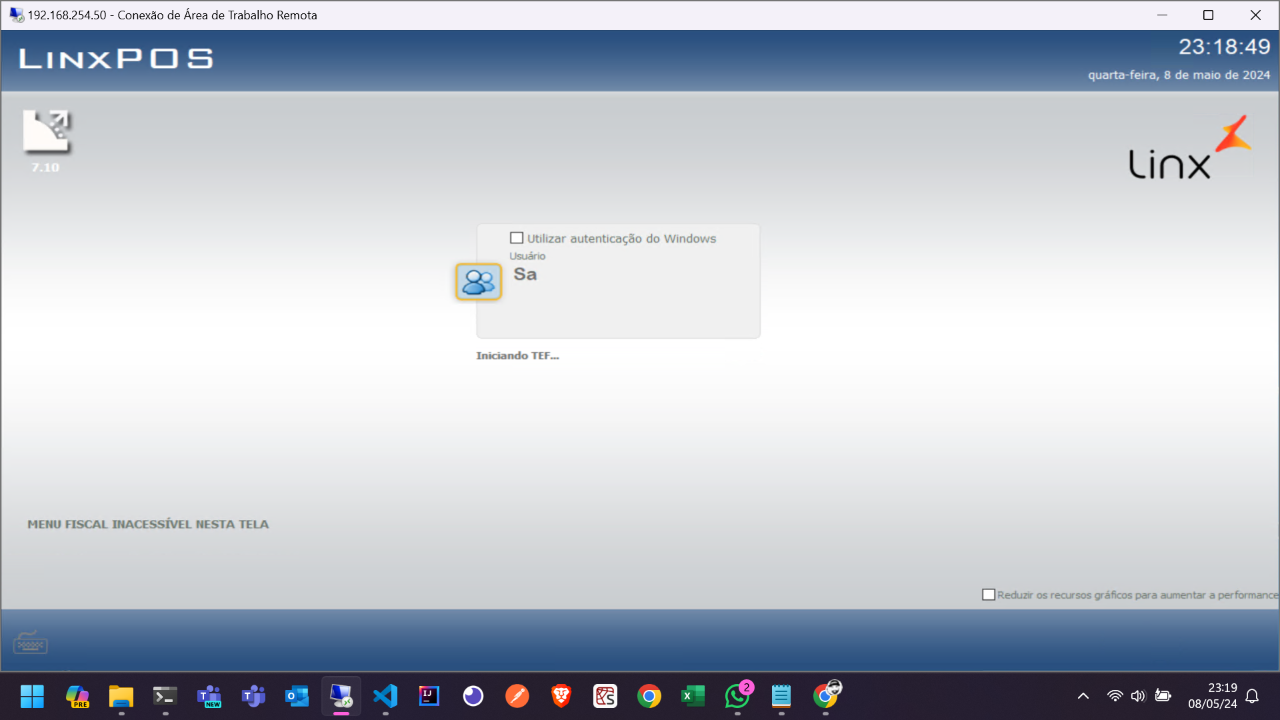 192.168.254.50 - Conexão de Área de Trabalho Remota
LINXPOS
23:18:49
quarta-feira, 8 de maio de 2024
7.10
Linx
Utilizar autenticação do Windows
Usuário
Sa
Iniciando TEF...
MENU FISCAL INACESSÍVEL NESTA TELA
Reduzir os recursos gráficos para aumentar a performance
PRE
NEW
2
23:19
08/05/24